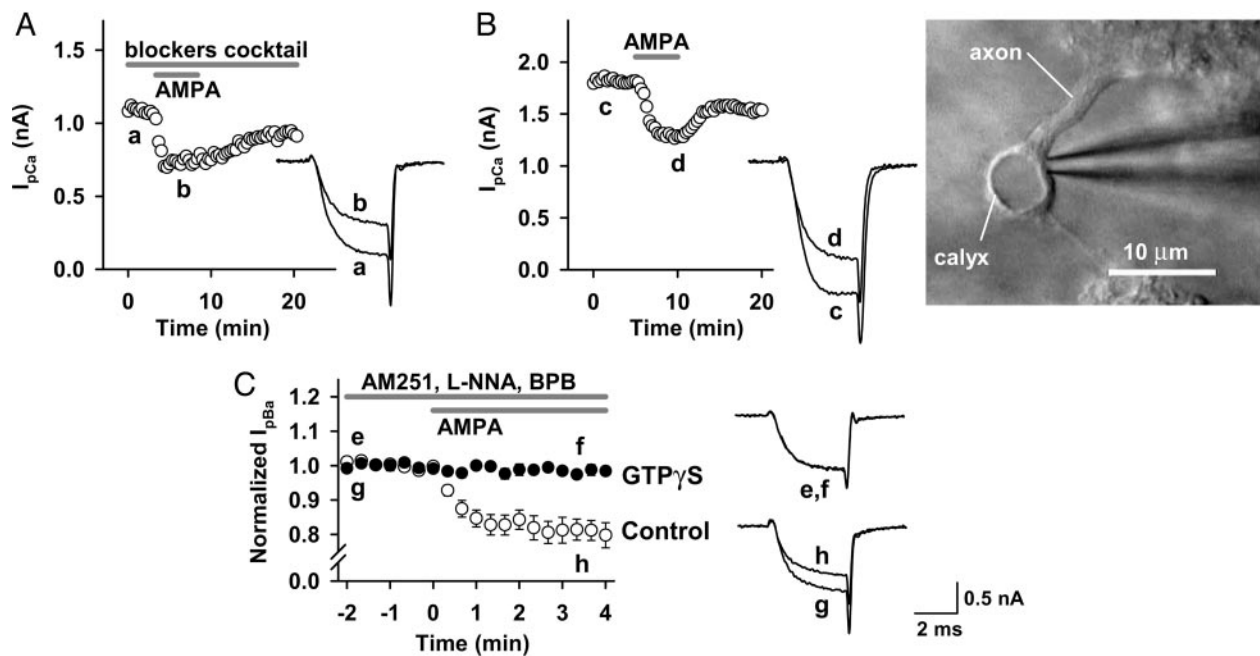 A
1.5
1.0
0.5
0.0
I_pCa (nA)
blockers cocktail
AMPA
a
b
b
a
0 10 20
Time (min)
B
2.0
1.5
1.0
0.5
0.0
I_pCa (nA)
AMPA
c
d
d
c
0 10 20
Time (min)
axon
calyx
10 μm
C
1.2
1.1
1.0
0.9
0.8
0.0
Normalized I_pBa
AM251, L-NNA, BPB
AMPA
e
f
g
GTPγS
Control
h
-2 -1 0 1 2 3 4
Time (min)
e,f
h
g
0.5 nA
2 ms